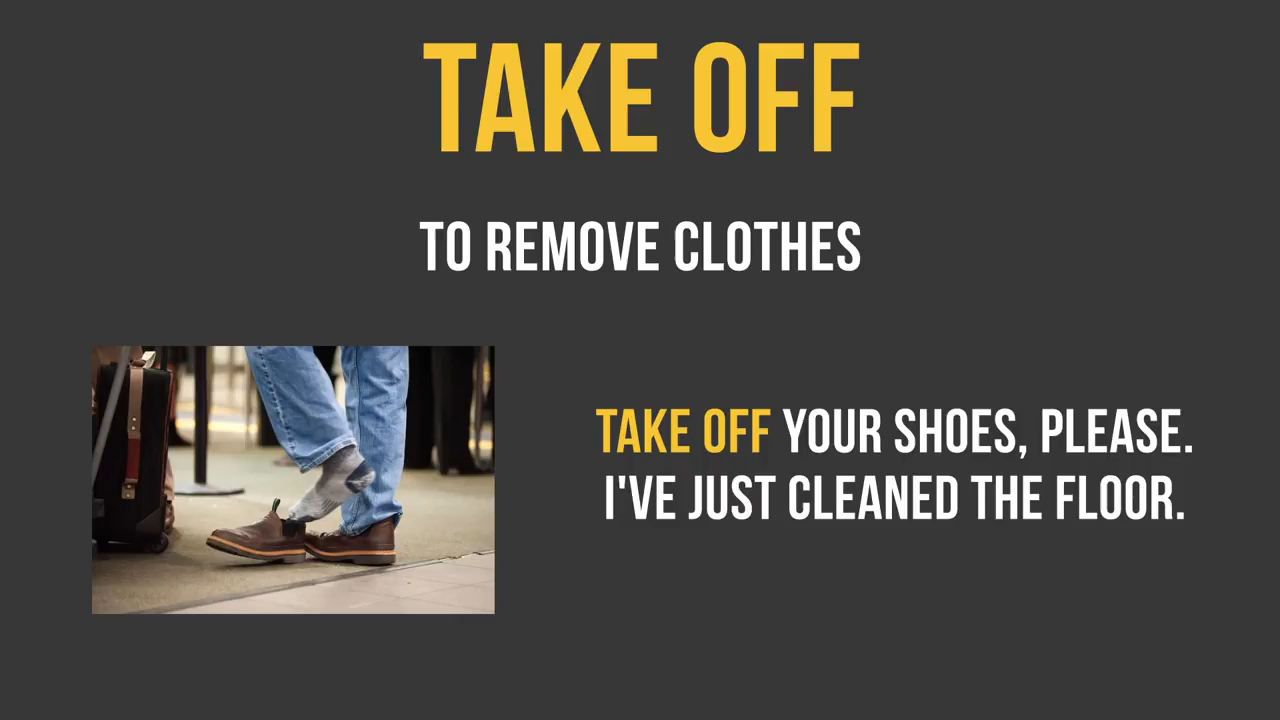 TAKE OFF
TO REMOVE CLOTHES
TAKE OFF YOUR SHOES, PLEASE.
I'VE JUST CLEANED THE FLOOR.